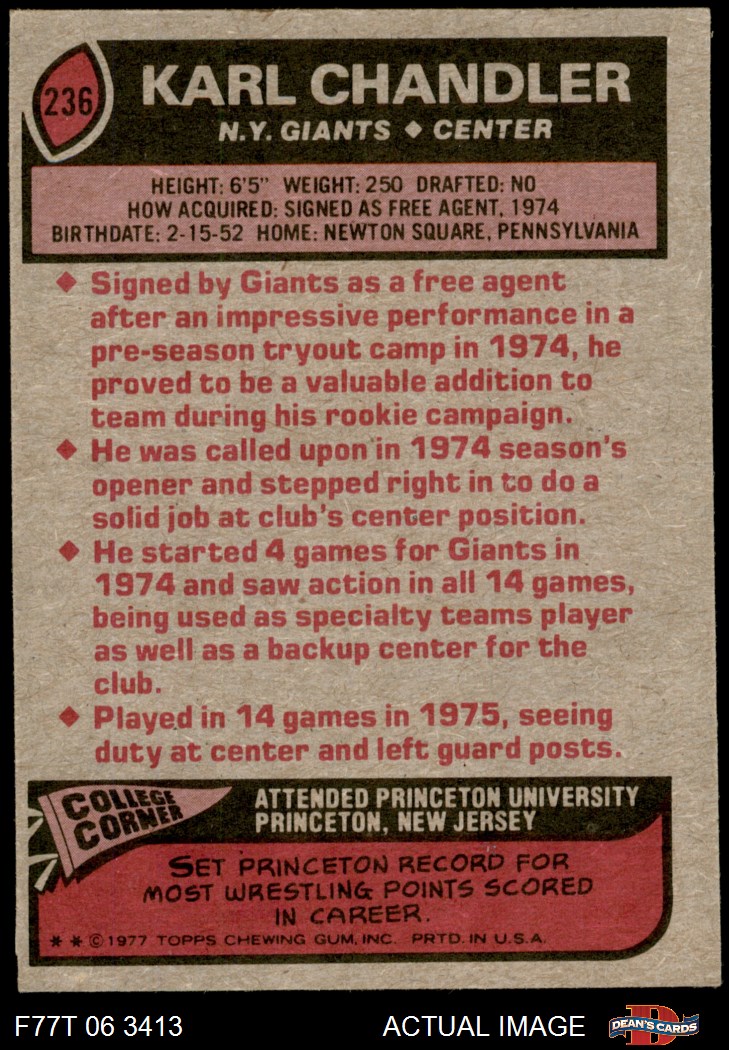 236
KARL CHANDLER
N.Y. GIANTS ◆ CENTER
HEIGHT: 6'5" WEIGHT: 250 DRAFTED: NO
HOW ACQUIRED: SIGNED AS FREE AGENT, 1974
BIRTHDATE: 2-15-52 HOME: NEWTON SQUARE, PENNSYLVANIA
◆ Signed by Giants as a free agent
after an impressive performance in a
pre-season tryout camp in 1974, he
proved to be a valuable addition to
team during his rookie campaign.
◆ He was called upon in 1974 season's
opener and stepped right in to do a
solid job at club's center position.
◆ He started 4 games for Giants in
1974 and saw action in all 14 games,
being used as specialty teams player
as well as a backup center for the
club.
◆ Played in 14 games in 1975, seeing
duty at center and left guard posts.
COLLEGE
CORNER
ATTENDED PRINCETON UNIVERSITY
PRINCETON, NEW JERSEY
SET PRINCETON RECORD FOR
MOST WRESTLING POINTS SCORED
IN CAREER.
* * © 1977 TOPPS CHEWING GUM, INC. PRTD. IN U.S.A.
F77T 06 3413
ACTUAL IMAGE
D
DEAN'S CARDS